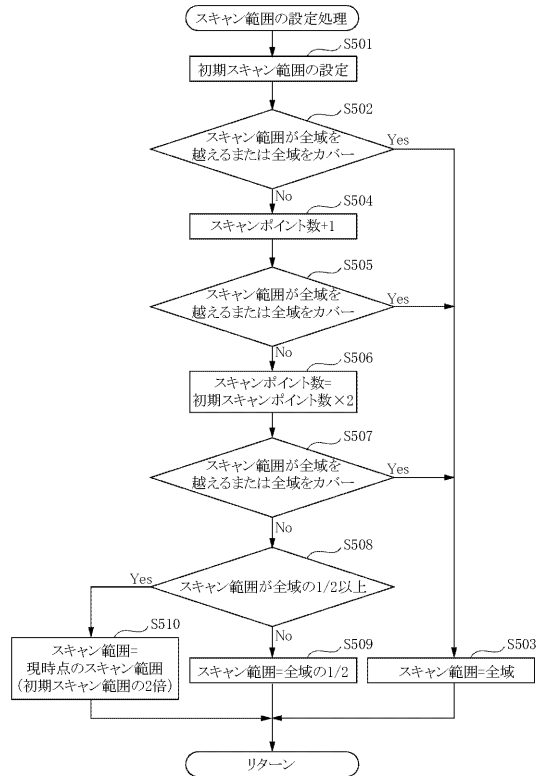 スキャン範囲の設定処理
S501
初期スキャン範囲の設定
S502
スキャン範囲が全域を
越えるまたは全域をカバー
Yes
No
S504
スキャンポイント数+1
S505
スキャン範囲が全域を
越えるまたは全域をカバー
Yes
No
S506
スキャンポイント数=
初期スキャンポイント数×2
S507
スキャン範囲が全域を
越えるまたは全域をカバー
Yes
No
S508
スキャン範囲が全域の1/2以上
Yes
No
S510
スキャン範囲=
現時点のスキャン範囲
(初期スキャン範囲の2倍)
S509
スキャン範囲=全域の1/2
S503
スキャン範囲=全域
リターン